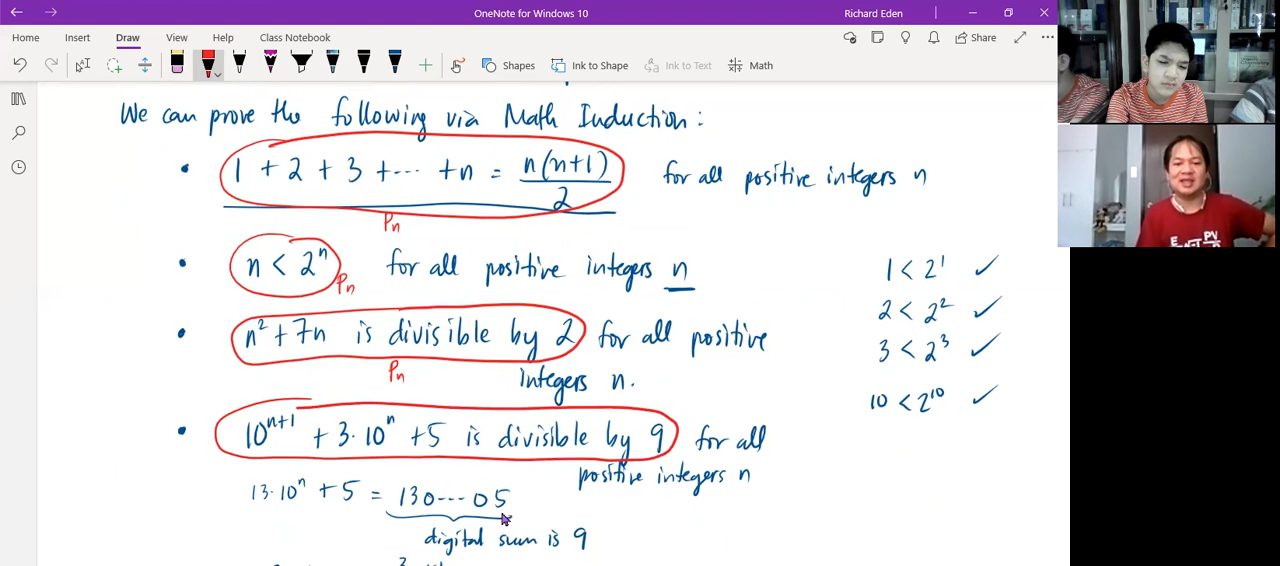 OneNote for Windows 10
Richard Eden
Home Insert Draw View Help Class Notebook
Share
Shapes Ink to Shape Ink to Text Math
We can prove the following via Math Induction:
• 1 + 2 + 3 + ... + n = n(n+1)/2 for all positive integers n
Pn
• n < 2^n for all positive integers n
Pn
• n² + 7n is divisible by 2 for all positive
integers n.
Pn
• 10^(n+1) + 3·10^n + 5 is divisible by 9 for all
positive integers n
13·10^n + 5 = 130---05
digital sum is 9
1 < 2^1 ✓
2 < 2^2 ✓
3 < 2^3 ✓
10 < 2^10 ✓